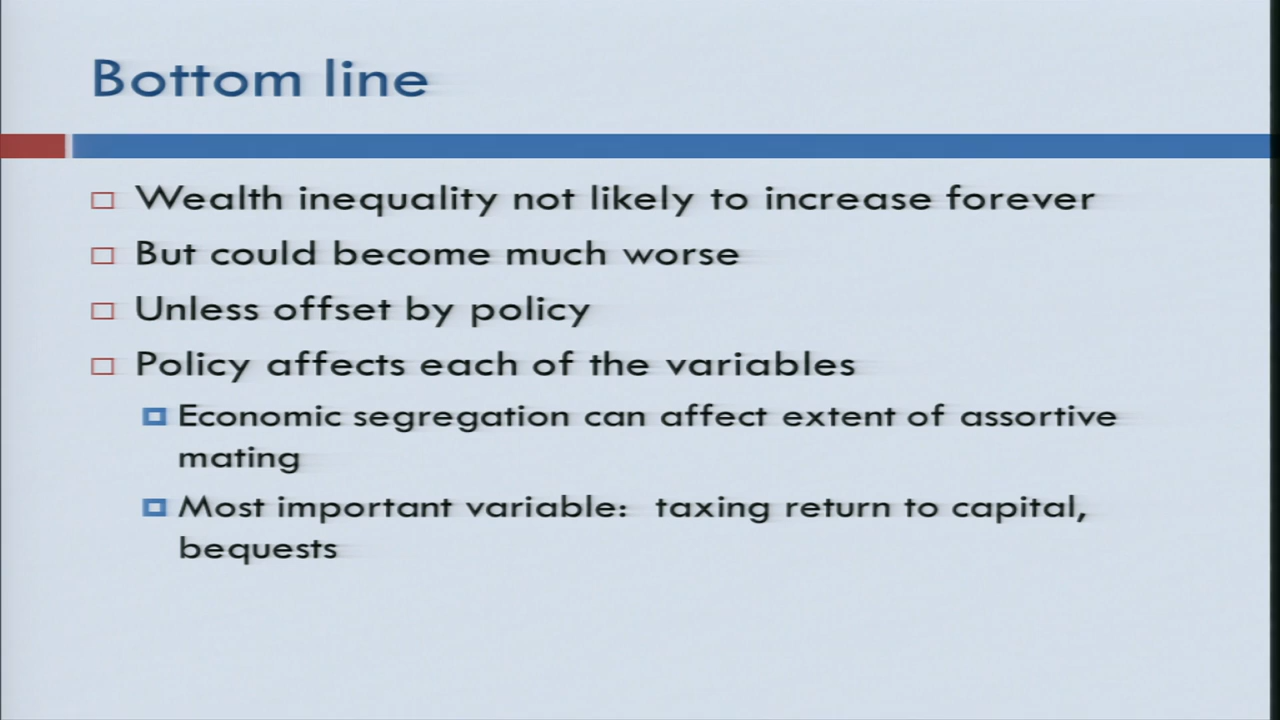 Bottom line
Wealth inequality not likely to increase forever
But could become much worse
Unless offset by policy
Policy affects each of the variables
Economic segregation can affect extent of assortive
mating
Most important variable: taxing return to capital,
bequests